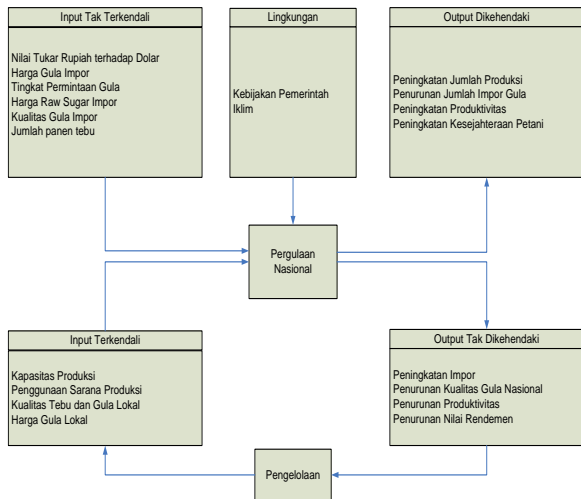 Input Tak Terkendali
Nilai Tukar Rupiah terhadap Dolar
Harga Gula Impor
Tingkat Permintaan Gula
Harga Raw Sugar Impor
Kualitas Gula Impor
Jumlah panen tebu
Lingkungan
Kebijakan Pemerintah
Iklim
Output Dikehendaki
Peningkatan Jumlah Produksi
Penurunan Jumlah Impor Gula
Peningkatan Produktivitas
Peningkatan Kesejahteraan Petani
Pergulaan
Nasional
Input Terkendali
Kapasitas Produksi
Penggunaan Sarana Produksi
Kualitas Tebu dan Gula Lokal
Harga Gula Lokal
Output Tak Dikehendaki
Peningkatan Impor
Penurunan Kualitas Gula Nasional
Penurunan Produktivitas
Penurunan Nilai Rendemen
Pengelolaan